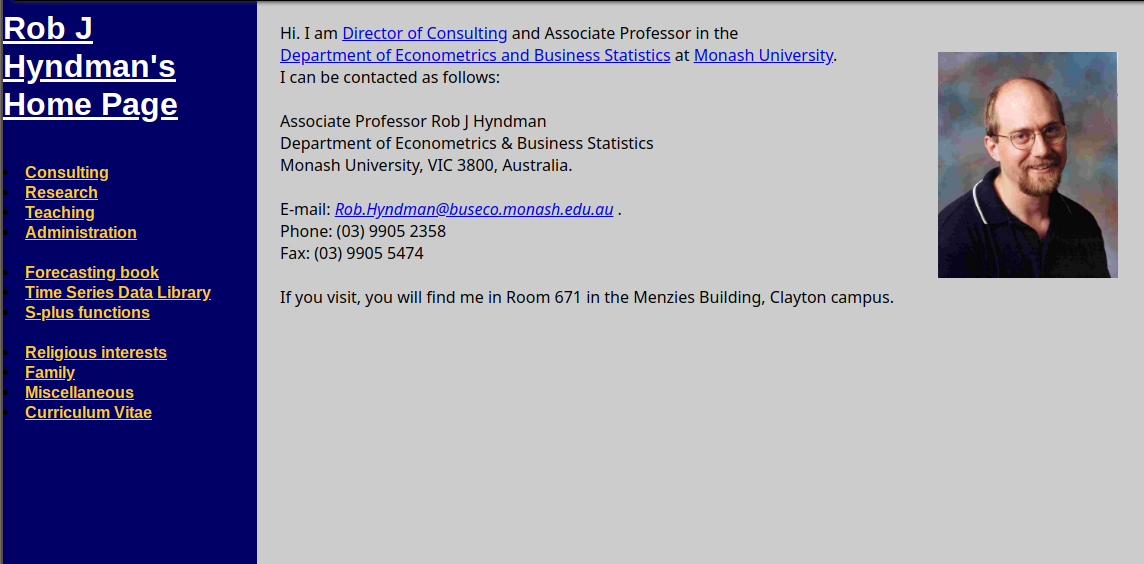 Rob J
Hyndman's
Home Page
Consulting
Research
Teaching
Administration
Forecasting book
Time Series Data Library
S-plus functions
Religious interests
Family
Miscellaneous
Curriculum Vitae
Hi. I am Director of Consulting and Associate Professor in the
Department of Econometrics and Business Statistics at Monash University.
I can be contacted as follows:
Associate Professor Rob J Hyndman
Department of Econometrics & Business Statistics
Monash University, VIC 3800, Australia.
E-mail: Rob.Hyndman@buseco.monash.edu.au .
Phone: (03) 9905 2358
Fax: (03) 9905 5474
If you visit, you will find me in Room 671 in the Menzies Building, Clayton campus.